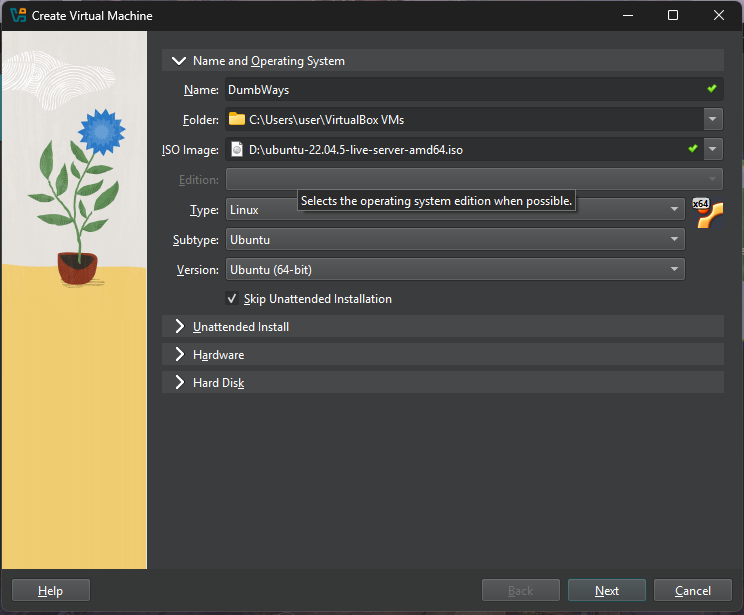 Create Virtual Machine
Name and Operating System
Name: DumbWays
Folder: C:\Users\user\VirtualBox VMs
ISO Image: D:\ubuntu-22.04.5-live-server-amd64.iso
Edition:
Selects the operating system edition when possible.
Type: Linux x64
Subtype: Ubuntu
Version: Ubuntu (64-bit)
Skip Unattended Installation
Unattended Install
Hardware
Hard Disk
Help Back Next Cancel